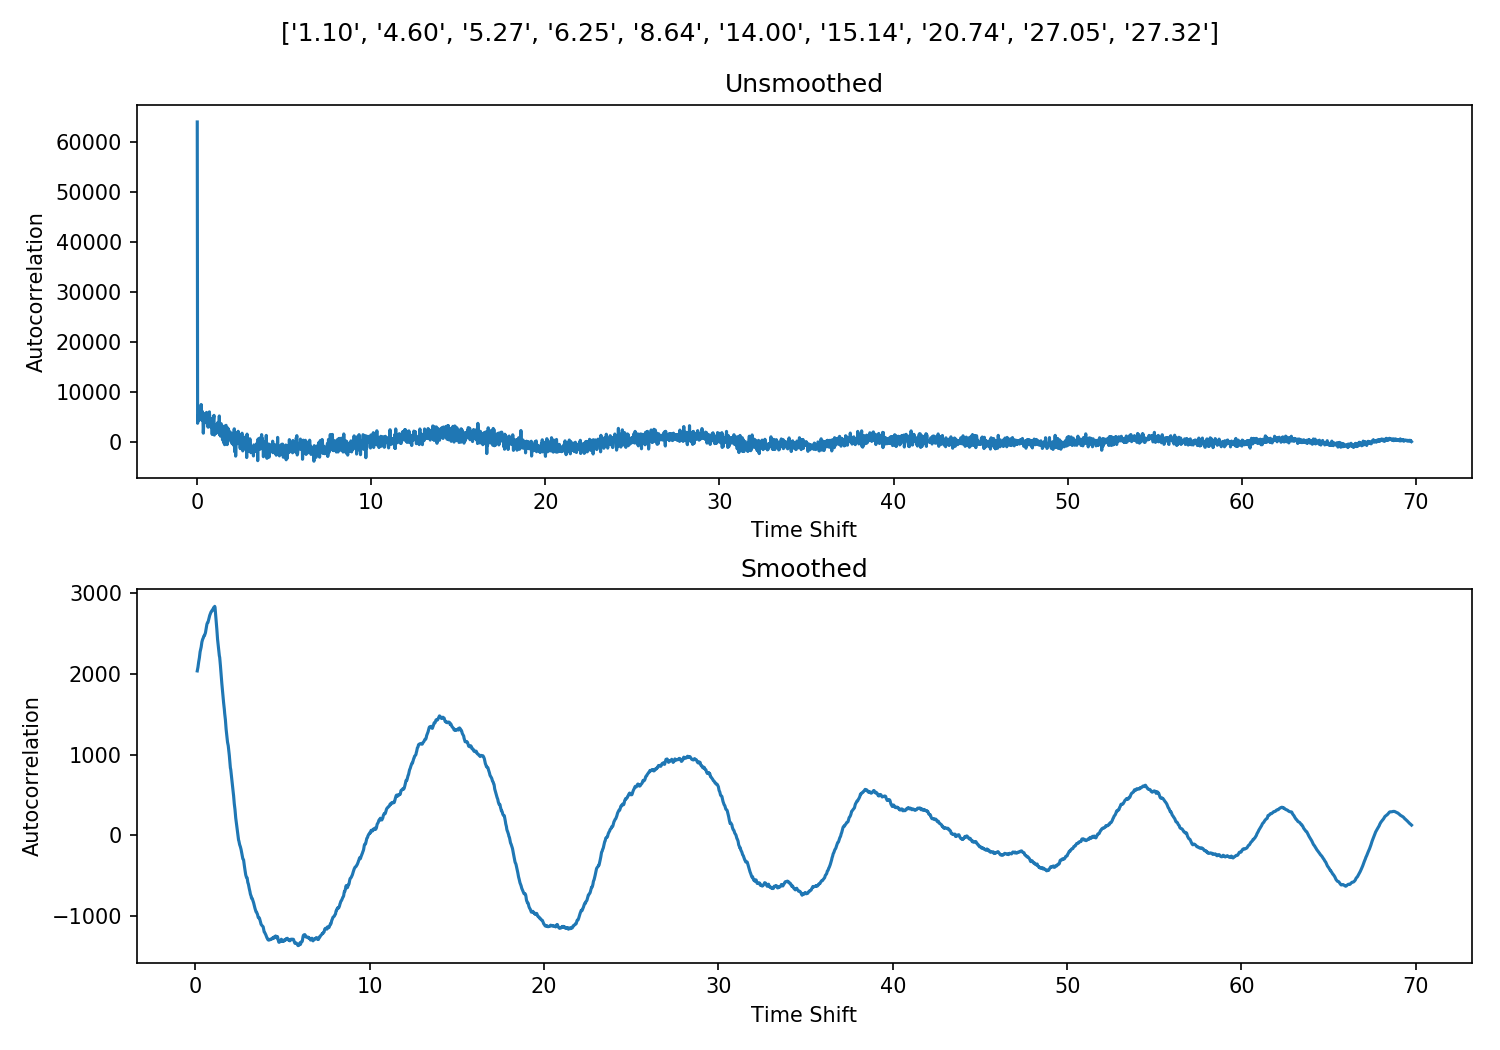 ['1.10', '4.60', '5.27', '6.25', '8.64', '14.00', '15.14', '20.74', '27.05', '27.32']
Unsmoothed
60000
50000
40000
30000
20000
10000
0
Autocorrelation
0 10 20 30 40 50 60 70
Time Shift
Smoothed
3000
2000
1000
0
−1000
Autocorrelation
0 10 20 30 40 50 60 70
Time Shift